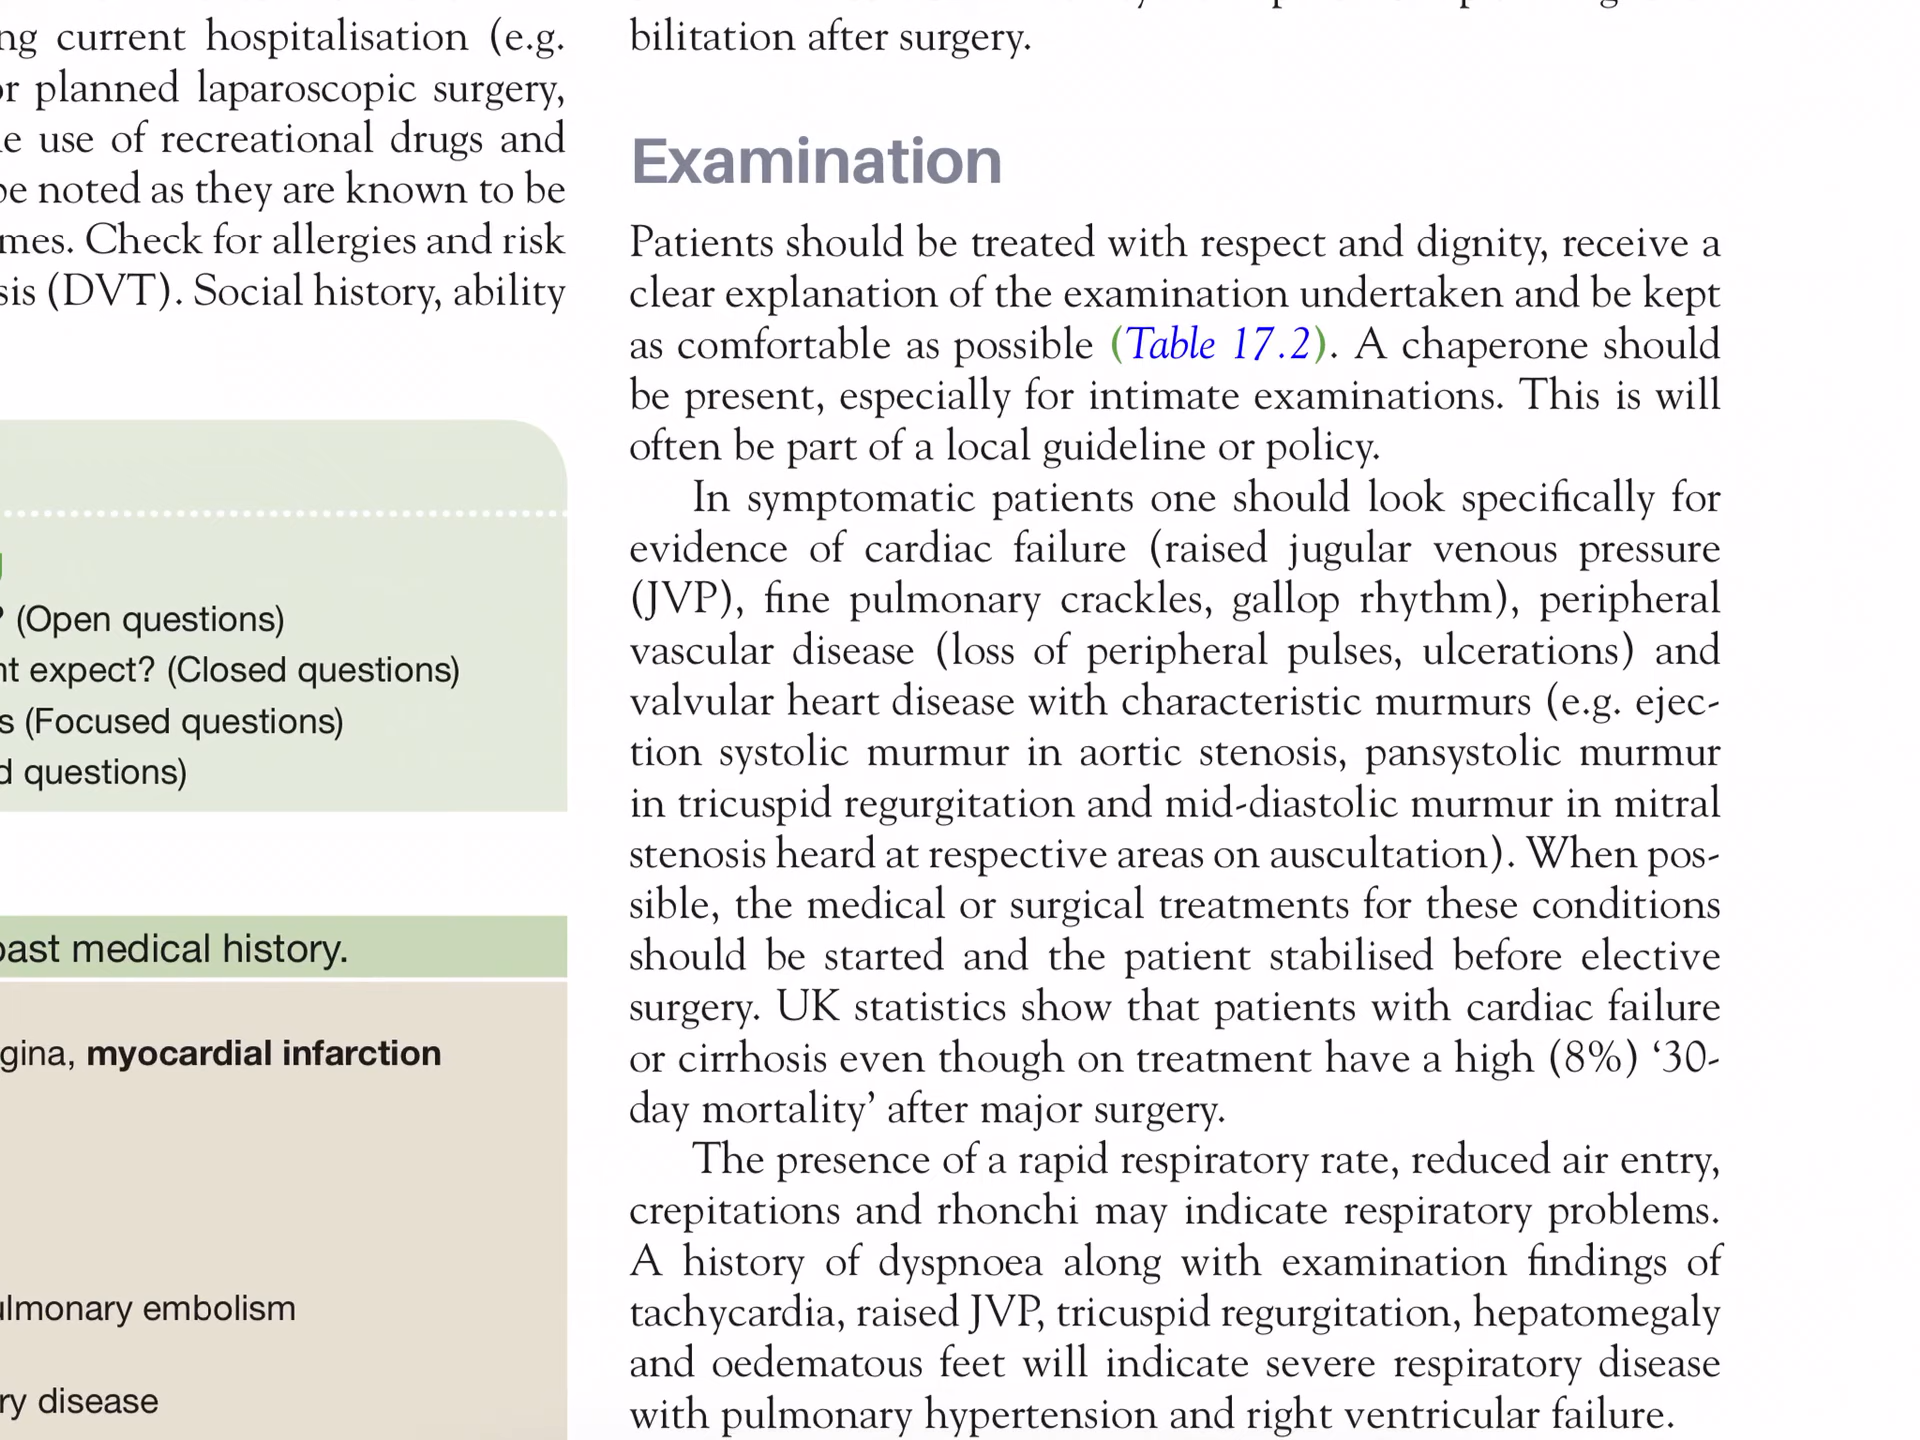 ng current hospitalisation (e.g.
or planned laparoscopic surgery,
e use of recreational drugs and
be noted as they are known to be
mes. Check for allergies and risk
sis (DVT). Social history, ability
? (Open questions)
nt expect? (Closed questions)
s (Focused questions)
d questions)
past medical history.
gina, myocardial infarction
ulmonary embolism
ry disease
bilitation after surgery.
Examination
Patients should be treated with respect and dignity, receive a
clear explanation of the examination undertaken and be kept
as comfortable as possible (Table 17.2). A chaperone should
be present, especially for intimate examinations. This is will
often be part of a local guideline or policy.
In symptomatic patients one should look specifically for
evidence of cardiac failure (raised jugular venous pressure
(JVP), fine pulmonary crackles, gallop rhythm), peripheral
vascular disease (loss of peripheral pulses, ulcerations) and
valvular heart disease with characteristic murmurs (e.g. ejec-
tion systolic murmur in aortic stenosis, pansystolic murmur
in tricuspid regurgitation and mid-diastolic murmur in mitral
stenosis heard at respective areas on auscultation). When pos-
sible, the medical or surgical treatments for these conditions
should be started and the patient stabilised before elective
surgery. UK statistics show that patients with cardiac failure
or cirrhosis even though on treatment have a high (8%) ‘30-
day mortality’ after major surgery.
The presence of a rapid respiratory rate, reduced air entry,
crepitations and rhonchi may indicate respiratory problems.
A history of dyspnoea along with examination findings of
tachycardia, raised JVP, tricuspid regurgitation, hepatomegaly
and oedematous feet will indicate severe respiratory disease
with pulmonary hypertension and right ventricular failure.